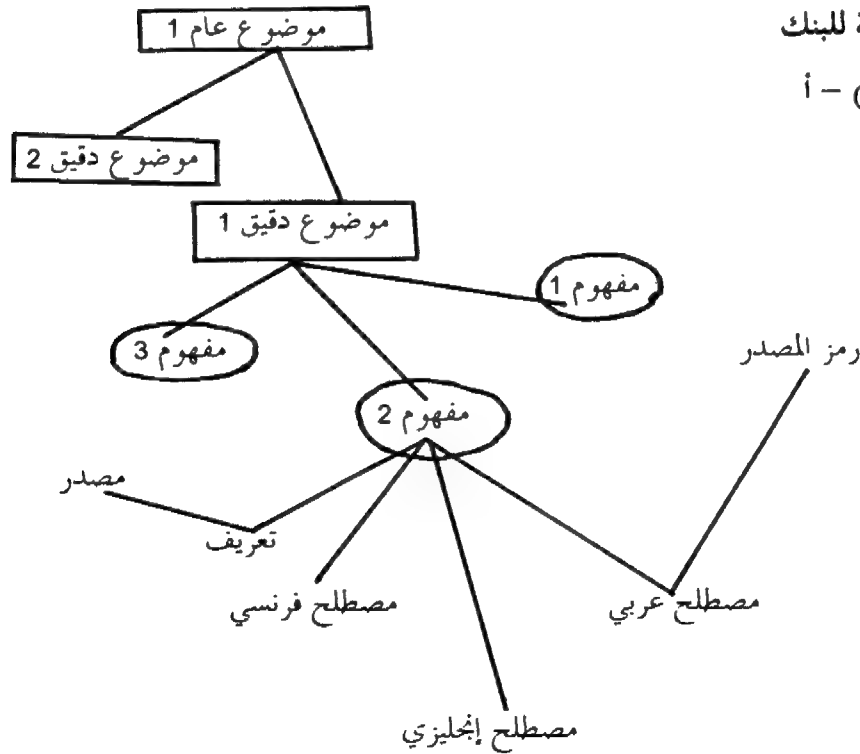 موضوع عام 1
للبنك
– أ
موضوع دقيق 2
موضوع دقيق 1
مفهوم 1
مفهوم 3
رمز المصدر
مفهوم 2
مصدر
تعريف
مصطلح فرنسي
مصطلح عربي
مصطلح إنجليزي